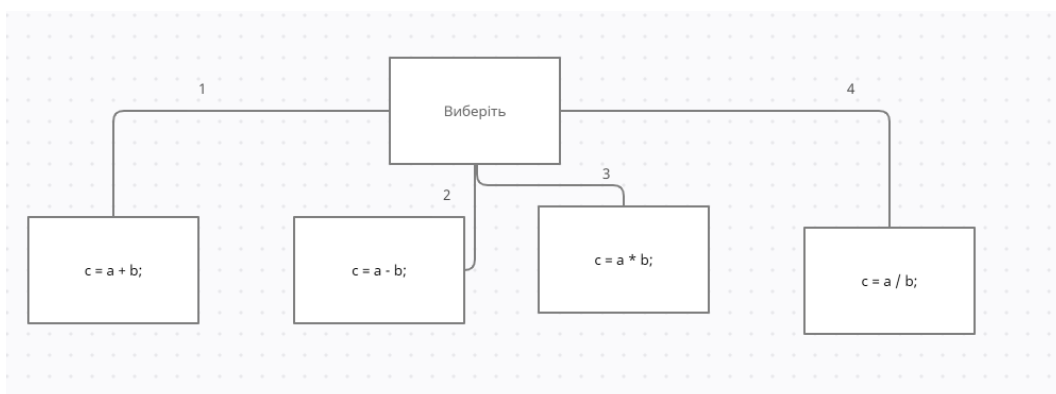 1
4
Виберіть
2
3
c = a + b;
c = a - b;
c = a * b;
c = a / b;